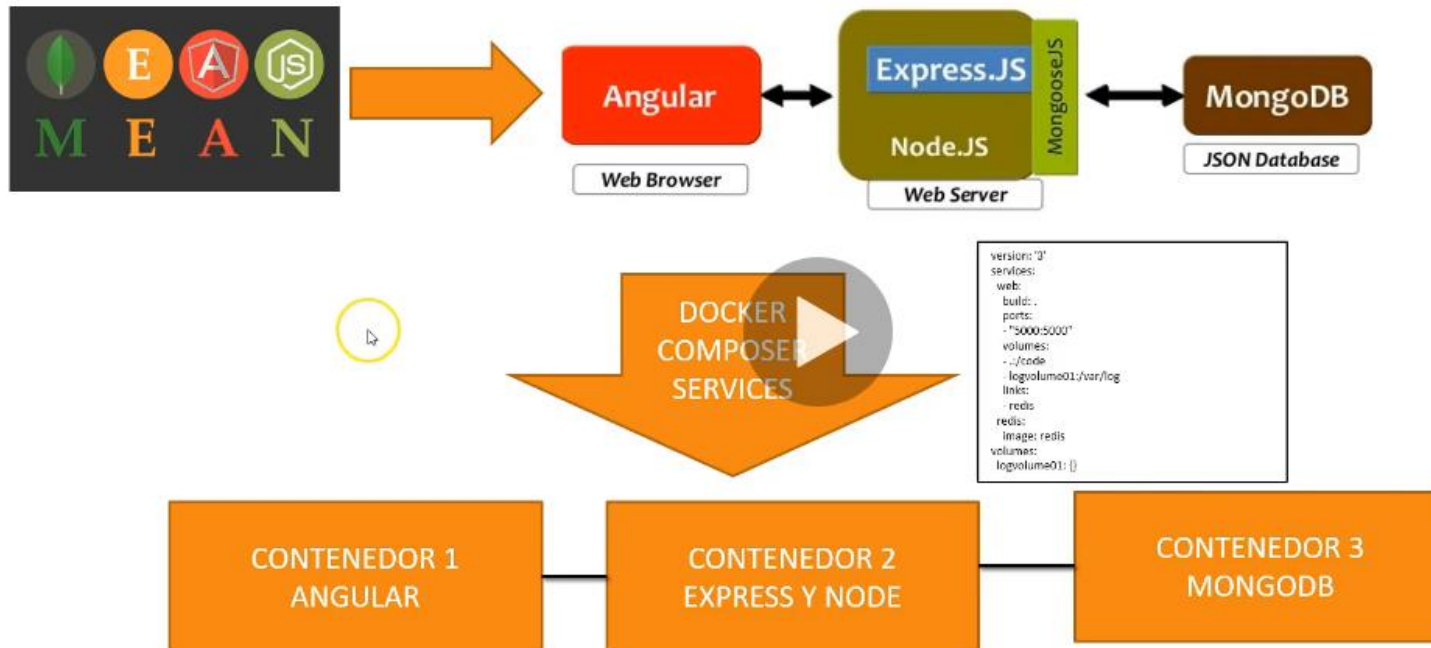 E
JS
M E A N
Angular
Web Browser
Express.JS
Node.JS
MongooseJS
Web Server
MongoDB
JSON Database
DOCKER
COMPOSER
SERVICES
version: '3'
services:
web:
build: .
ports:
- "5000:5000"
volumes:
- .:/code
- logvolume01:/var/log
links:
- redis
redis:
image: redis
volumes:
logvolume01: {}
CONTENEDOR 1
ANGULAR
CONTENEDOR 2
EXPRESS Y NODE
CONTENEDOR 3
MONGODB